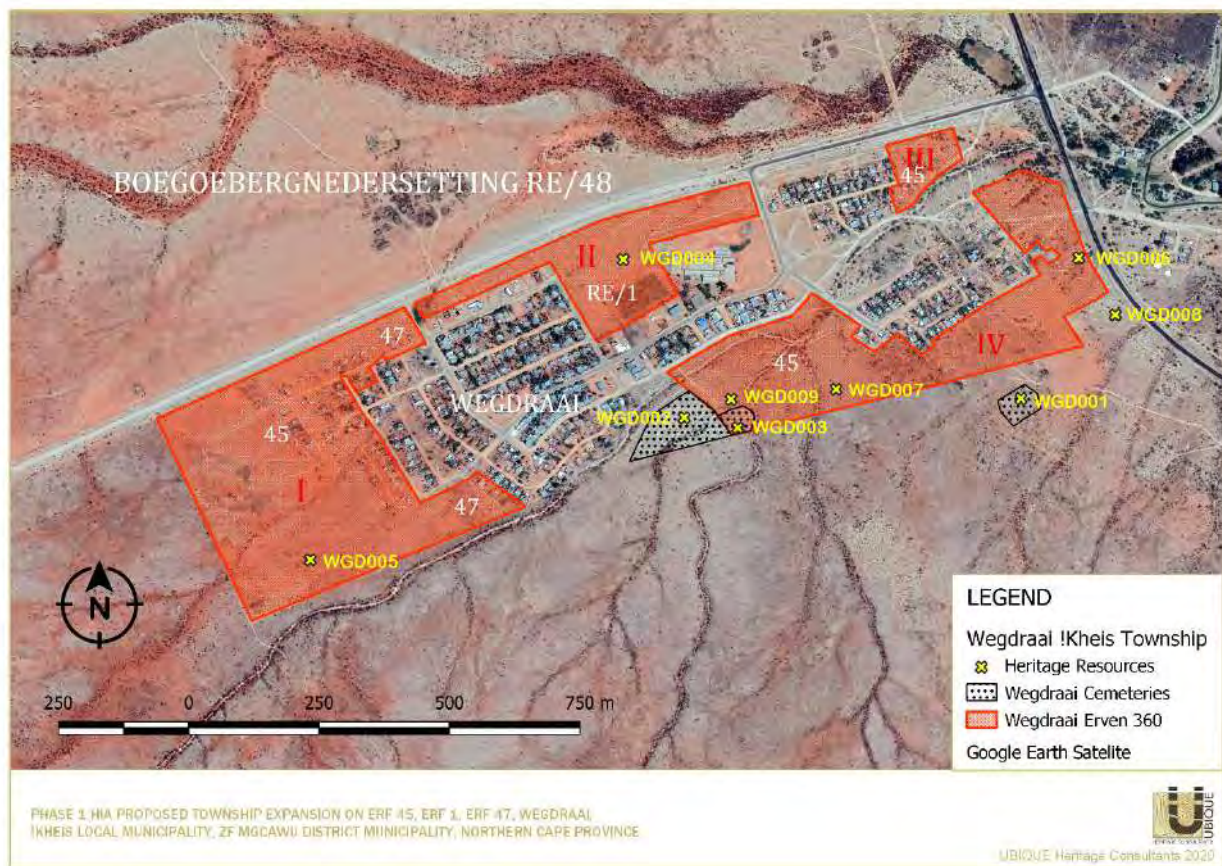 BOEGOEBERGNEDERSETTING RE/48
III
45
II
WGD004
RE/1
WGD006
WGD008
47
IV
45
WGD007
WGD009
WGD001
WEGDRAAI
WGD002
WGD003
45
I
47
WGD005
N
250 0 250 500 750 m
LEGEND
Wegdraai !Kheis Township
Heritage Resources
Wegdraai Cemeteries
Wegdraai Erven 360
Google Earth Satelite
PHASE 1 HIA PROPOSED TOWNSHIP EXPANSION ON ERF 45, ERF 1, ERF 47, WEGDRAAI,
!KHEIS LOCAL MUNICIPALITY, ZF MGCAWU DISTRICT MUNICIPALITY, NORTHERN CAPE PROVINCE
UBIQUE
UBIQUE Heritage Consultants 2020